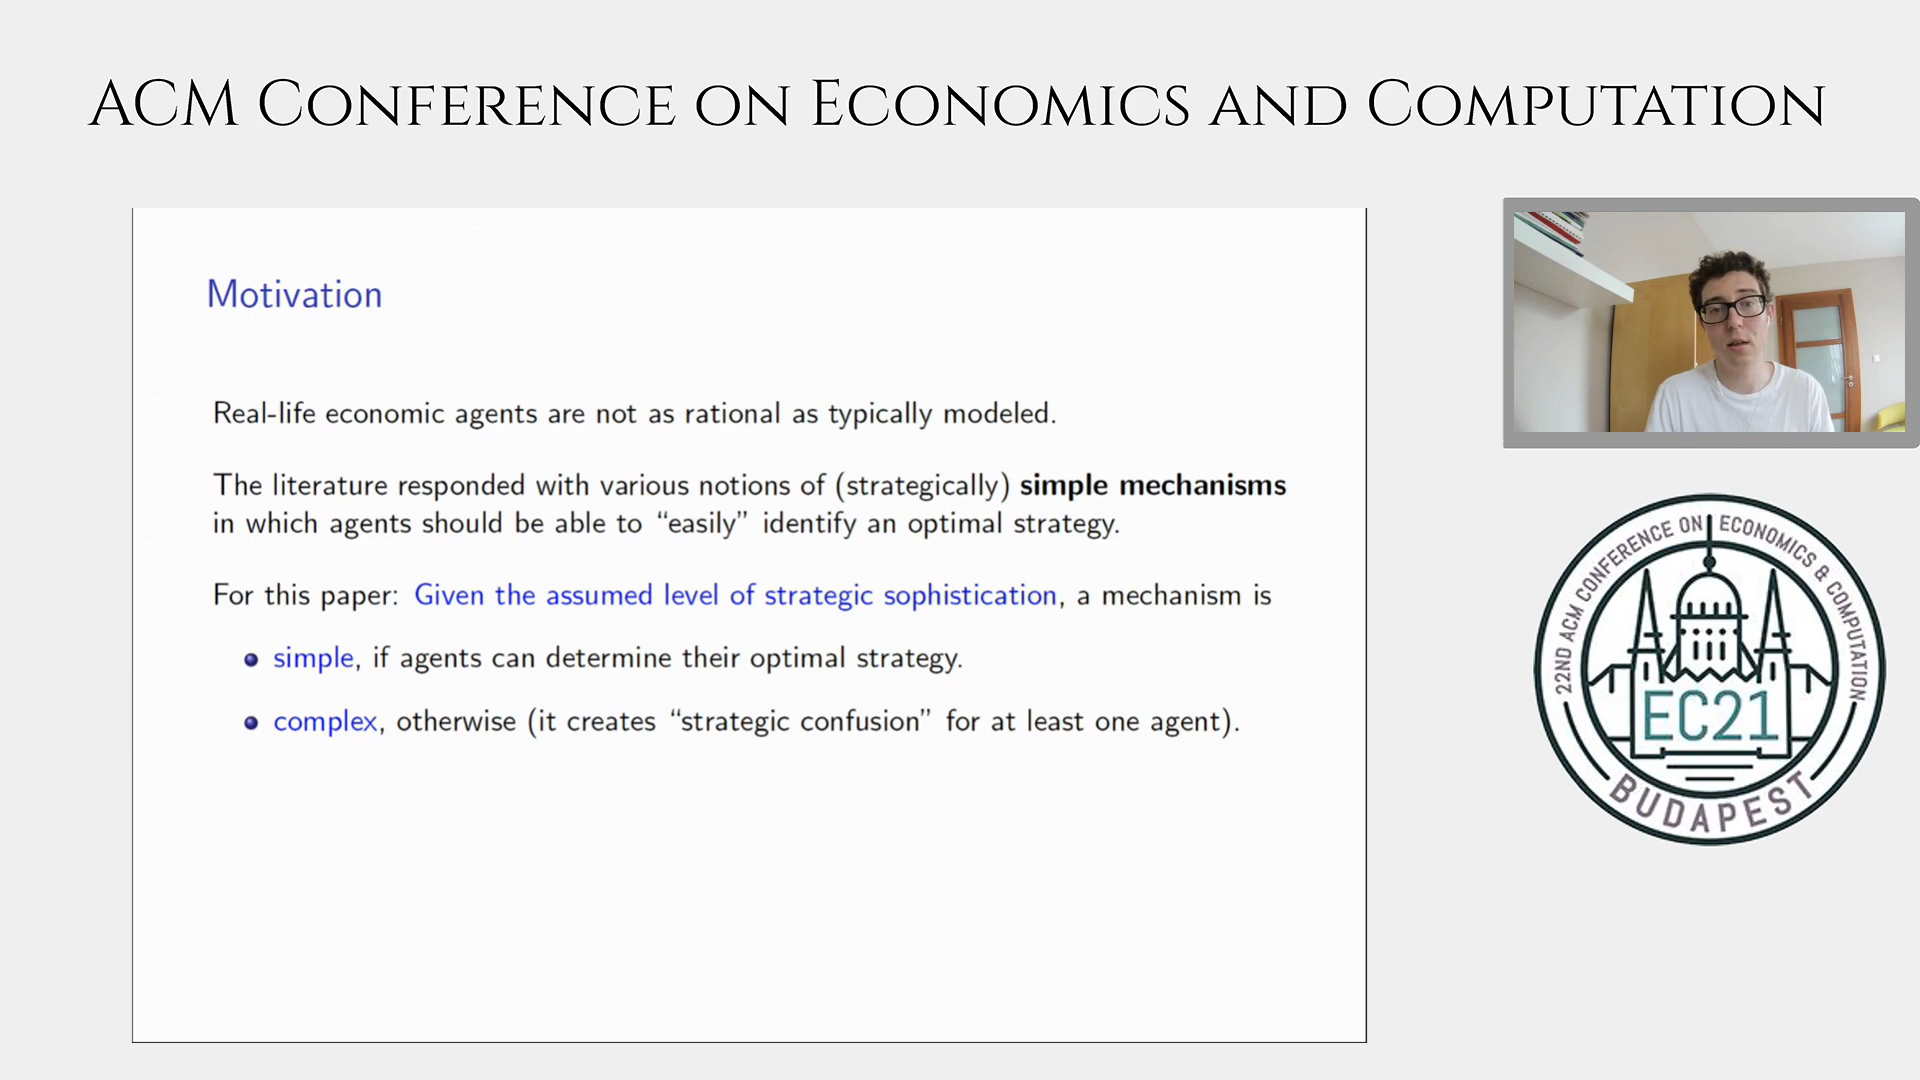 ACM Conference on Economics and Computation
Motivation
Real-life economic agents are not as rational as typically modeled.
The literature responded with various notions of (strategically) simple mechanisms
in which agents should be able to “easily” identify an optimal strategy.
For this paper: Given the assumed level of strategic sophistication, a mechanism is
simple, if agents can determine their optimal strategy.
complex, otherwise (it creates “strategic confusion” for at least one agent).
22ND ACM CONFERENCE ON ECONOMICS & COMPUTATION
EC21
BUDAPEST